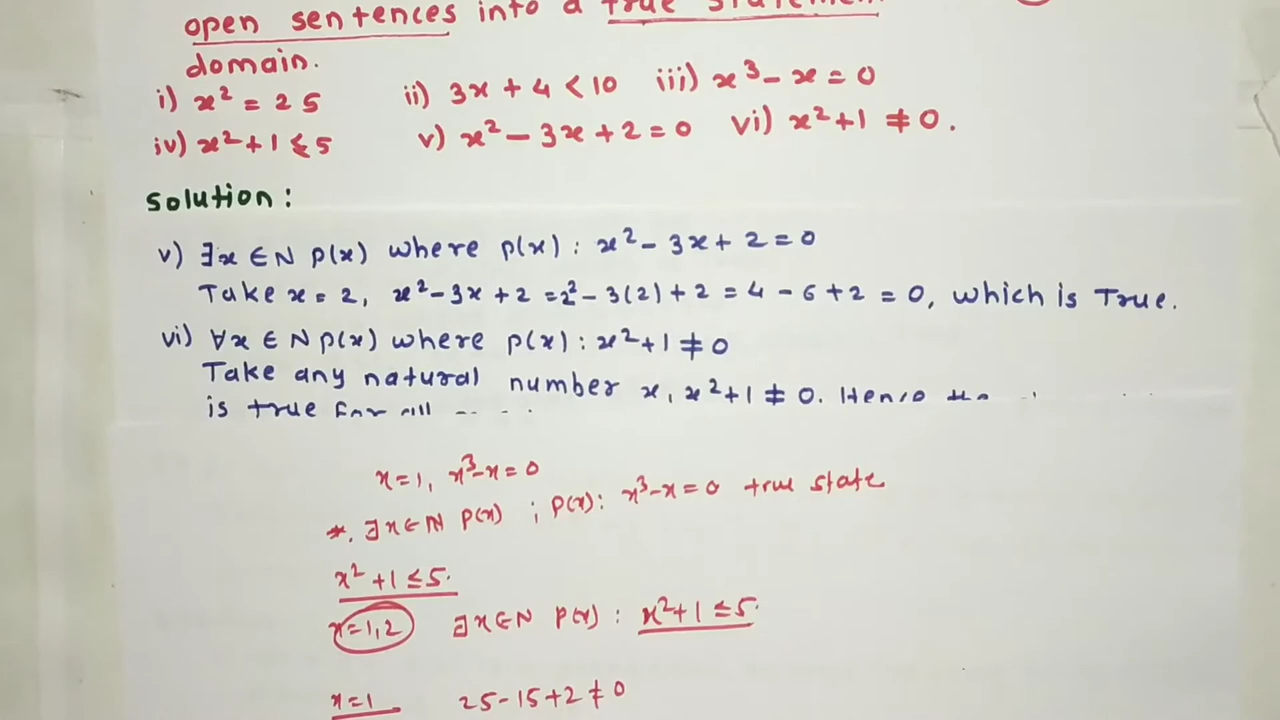 open sentences into a true statement
domain.
i) x² = 25 ii) 3x + 4 < 10 iii) x³ - x = 0
iv) x² + 1 ≤ 5 v) x² - 3x + 2 = 0 vi) x² + 1 ≠ 0.
Solution:
v) ∃x ∈ N p(x) where p(x) : x² - 3x + 2 = 0
Take x = 2, x² - 3x + 2 = 2² - 3(2) + 2 = 4 - 6 + 2 = 0, which is True.
vi) ∀x ∈ N p(x) where p(x) : x² + 1 ≠ 0
Take any natural number x, x² + 1 ≠ 0. Hence
is true for all
x = 1, x³ - x = 0
*. ∃x ∈ N p(x) ; p(x) : x³ - x = 0 true state
x² + 1 ≤ 5.
x = 1, 2 ∃x ∈ N p(x) : x² + 1 ≤ 5.
x = 1 25 - 15 + 2 ≠ 0